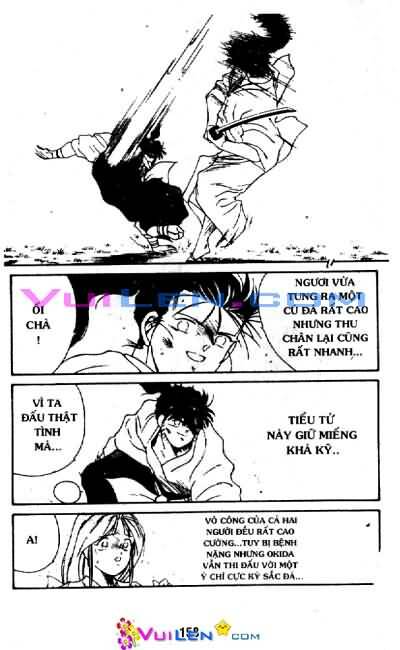 VuiLen.com
ÔI
CHÀ
!
NGƯƠI VỪA
TUNG RA MỘT
CÚ ĐÁ RẤT CAO
NHƯNG THU
CHÂN LẠI CŨNG
RẤT NHANH...
VÌ TA
ĐẤU THẬT
TÌNH
MÀ...
TIỂU TỬ
NÀY GIỮ MIẾNG
KHÁ KỸ..
A!
VÕ CÔNG CỦA CẢ HAI
NGƯỜI ĐỀU RẤT CAO
CƯỜNG...TUY BỊ BỆNH
NẶNG NHƯNG OKIDA
VẪN THI ĐẤU VỚI MỘT
Ý CHÍ CỰC KỲ SẮC ĐÁ...
158
VuiLen.com